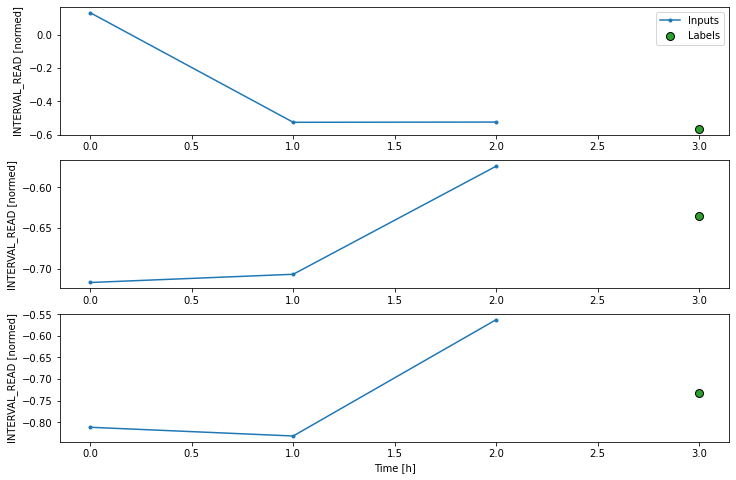 INTERVAL_READ [normed]
0.0
−0.2
−0.4
−0.6
Inputs
Labels
0.0 0.5 1.0 1.5 2.0 2.5 3.0
INTERVAL_READ [normed]
−0.60
−0.65
−0.70
0.0 0.5 1.0 1.5 2.0 2.5 3.0
INTERVAL_READ [normed]
−0.55
−0.60
−0.65
−0.70
−0.75
−0.80
0.0 0.5 1.0 1.5 2.0 2.5 3.0
Time [h]